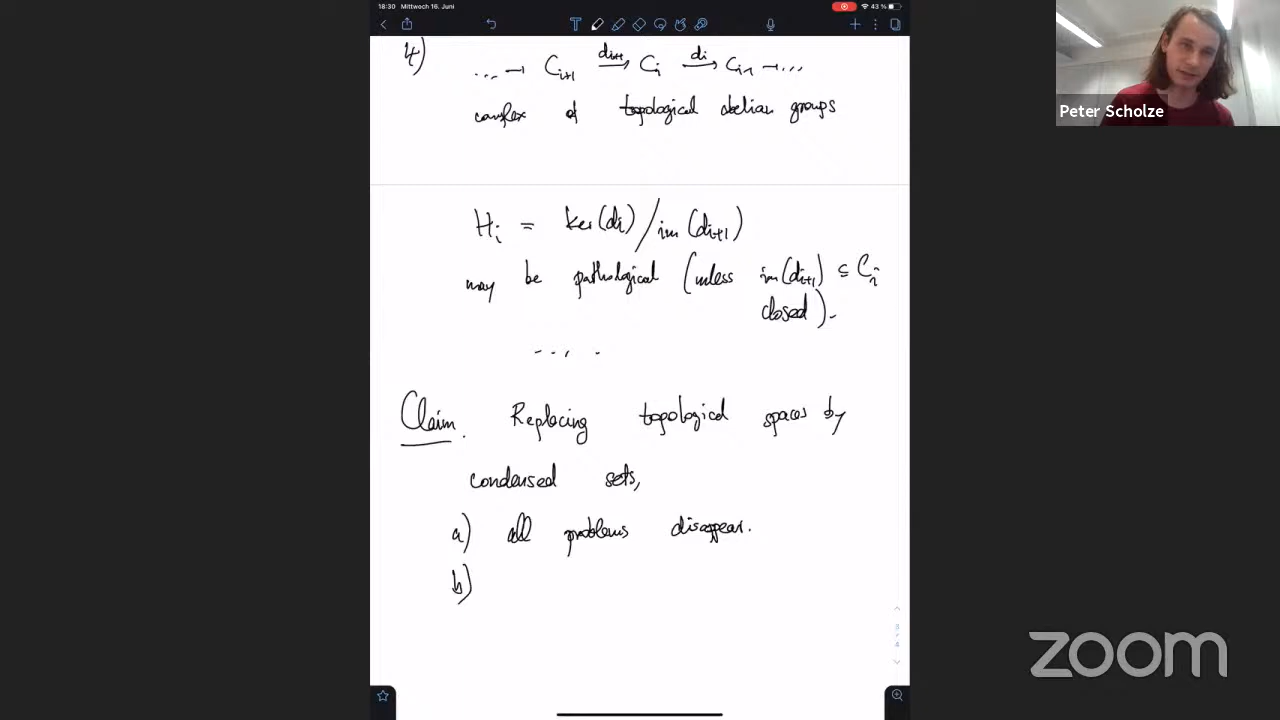 18:30 Mittwoch 16. Juni
43 %
4) ... → C_{i+1} →^{d_{i+1}} C_i →^{d_i} C_{i-1} → ...
complex of topological abelian groups
H_i = ker(d_i) / im(d_{i+1})
may be pathological (unless im(d_{i+1}) ⊆ C_i
closed).
....
Claim. Replacing topological spaces by
condensed sets,
a) all problems disappear.
b)
Peter Scholze
zoom